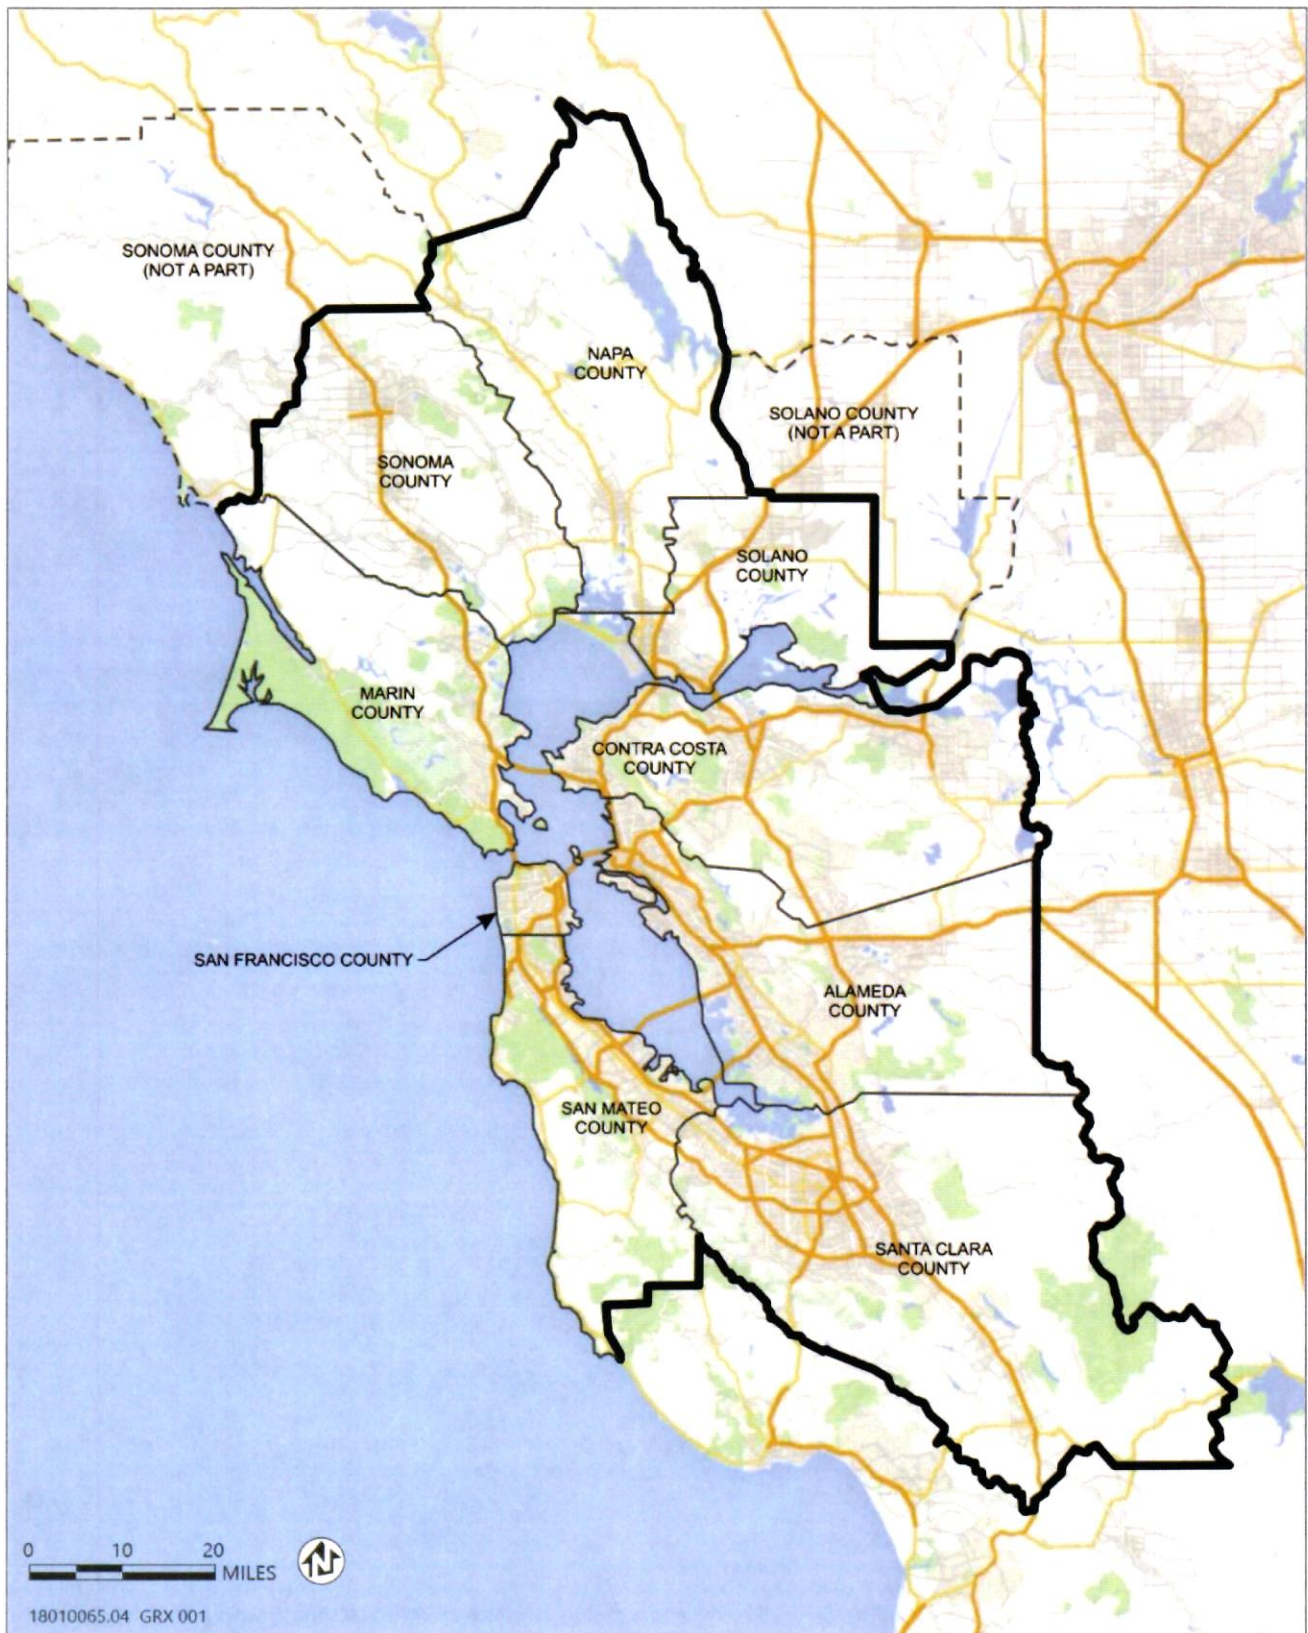 SONOMA COUNTY
(NOT A PART)
NAPA
COUNTY
SOLANO COUNTY
(NOT A PART)
SONOMA
COUNTY
SOLANO
COUNTY
MARIN
COUNTY
CONTRA COSTA
COUNTY
SAN FRANCISCO COUNTY
ALAMEDA
COUNTY
SAN MATEO
COUNTY
SANTA CLARA
COUNTY
0 10 20
MILES
N
18010065.04 GRX 001